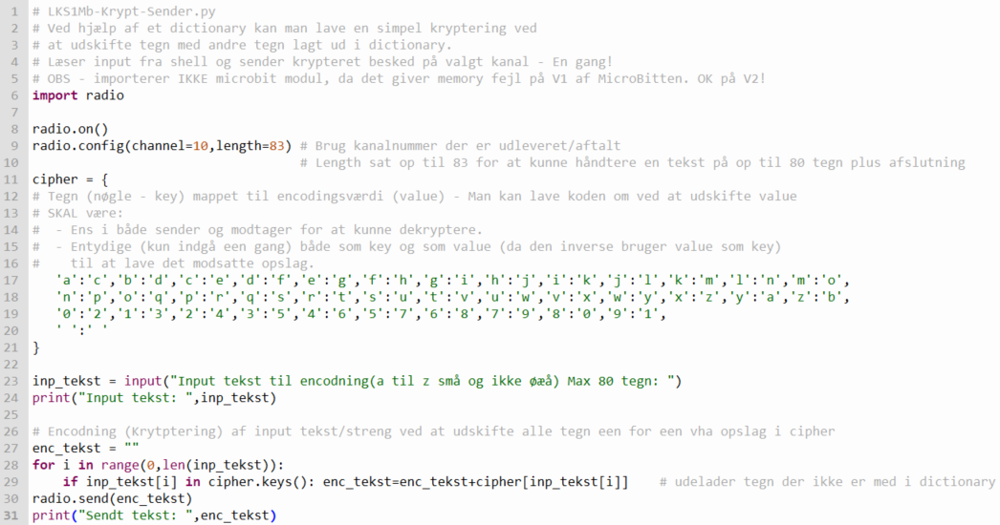 1 # LKS1Mb-Krypt-Sender.py
2 # Ved hjælp af et dictionary kan man lave en simpel kryptering ved
3 # at udskifte tegn med andre tegn lagt ud i dictionary.
4 # Læser input fra shell og sender krypteret besked på valgt kanal - En gang!
5 # OBS - importerer IKKE microbit modul, da det giver memory fejl på V1 af MicroBitten. OK på V2!
6 import radio
7
8 radio.on()
9 radio.config(channel=10,length=83) # Brug kanalnummer der er udleveret/aftalt
10 # Length sat op til 83 for at kunne håndtere en tekst på op til 80 tegn plus afslutning
11 cipher = {
12 # Tegn (nøgle - key) mappet til encodingsværdi (value) - Man kan lave koden om ved at udskifte value
13 # SKAL være:
14 #  - Ens i både sender og modtager for at kunne dekryptere.
15 #  - Entydige (kun indgå een gang) både som key og som value (da den inverse bruger value som key)
16 #    til at lave det modsatte opslag.
17    'a':'c','b':'d','c':'e','d':'f','e':'g','f':'h','g':'i','h':'j','i':'k','j':'l','k':'m','l':'n','m':'o',
18    'n':'p','o':'q','p':'r','q':'s','r':'t','s':'u','t':'v','u':'w','v':'x','w':'y','x':'z','y':'a','z':'b',
19    '0':'2','1':'3','2':'4','3':'5','4':'6','5':'7','6':'8','7':'9','8':'0','9':'1',
20    ' ':' '
21 }
22
23 inp_tekst = input("Input tekst til encodning(a til z små og ikke øæå) Max 80 tegn: ")
24 print("Input tekst: ",inp_tekst)
25
26 # Encodning (Krytptering) af input tekst/streng ved at udskifte alle tegn een for een vha opslag i cipher
27 enc_tekst = ""
28 for i in range(0,len(inp_tekst)):
29     if inp_tekst[i] in cipher.keys(): enc_tekst=enc_tekst+cipher[inp_tekst[i]]    # udelader tegn der ikke er med i dictionary
30 radio.send(enc_tekst)
31 print("Sendt tekst: ",enc_tekst)